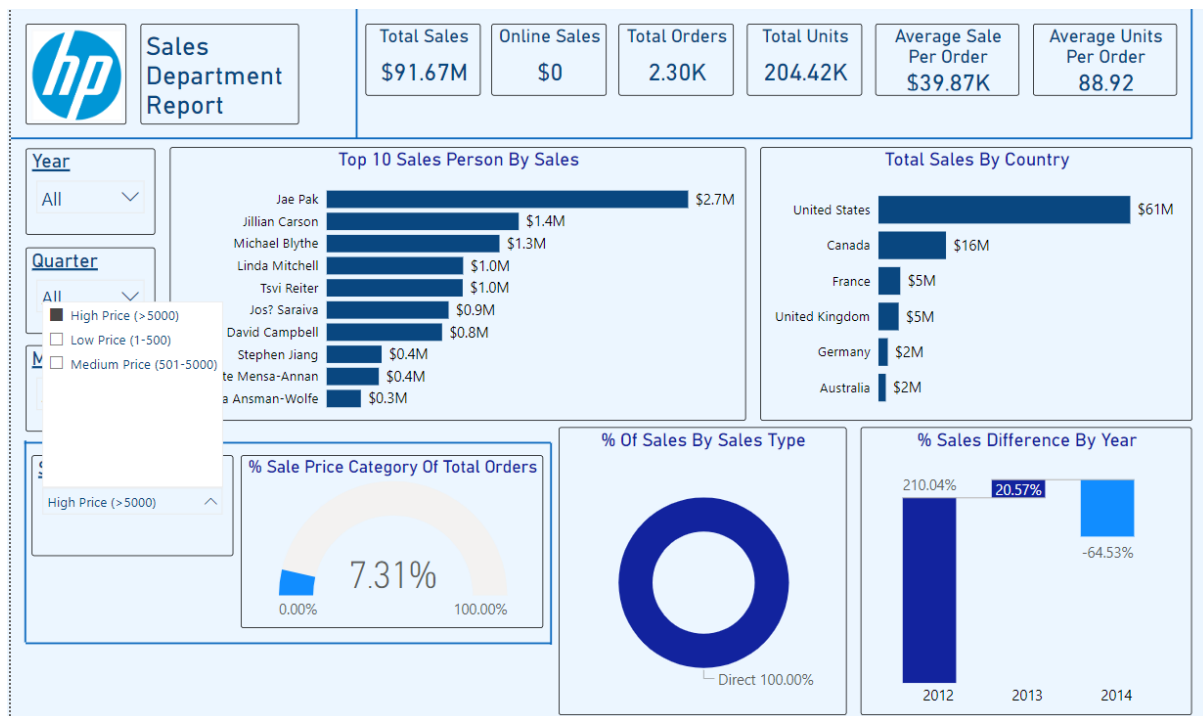 hp
Sales
Department
Report
Total Sales
$91.67M
Online Sales
$0
Total Orders
2.30K
Total Units
204.42K
Average Sale
Per Order
$39.87K
Average Units
Per Order
88.92
Year
All
Quarter
All
High Price (>5000)
Low Price (1-500)
Medium Price (501-5000)
High Price (>5000)
Top 10 Sales Person By Sales
Jae Pak $2.7M
Jillian Carson $1.4M
Michael Blythe $1.3M
Linda Mitchell $1.0M
Tsvi Reiter $1.0M
Jos? Saraiva $0.9M
David Campbell $0.8M
Stephen Jiang $0.4M
te Mensa-Annan $0.4M
a Ansman-Wolfe $0.3M
Total Sales By Country
United States $61M
Canada $16M
France $5M
United Kingdom $5M
Germany $2M
Australia $2M
% Sale Price Category Of Total Orders
7.31%
0.00% 100.00%
% Of Sales By Sales Type
Direct 100.00%
% Sales Difference By Year
210.04%
20.57%
-64.53%
2012 2013 2014